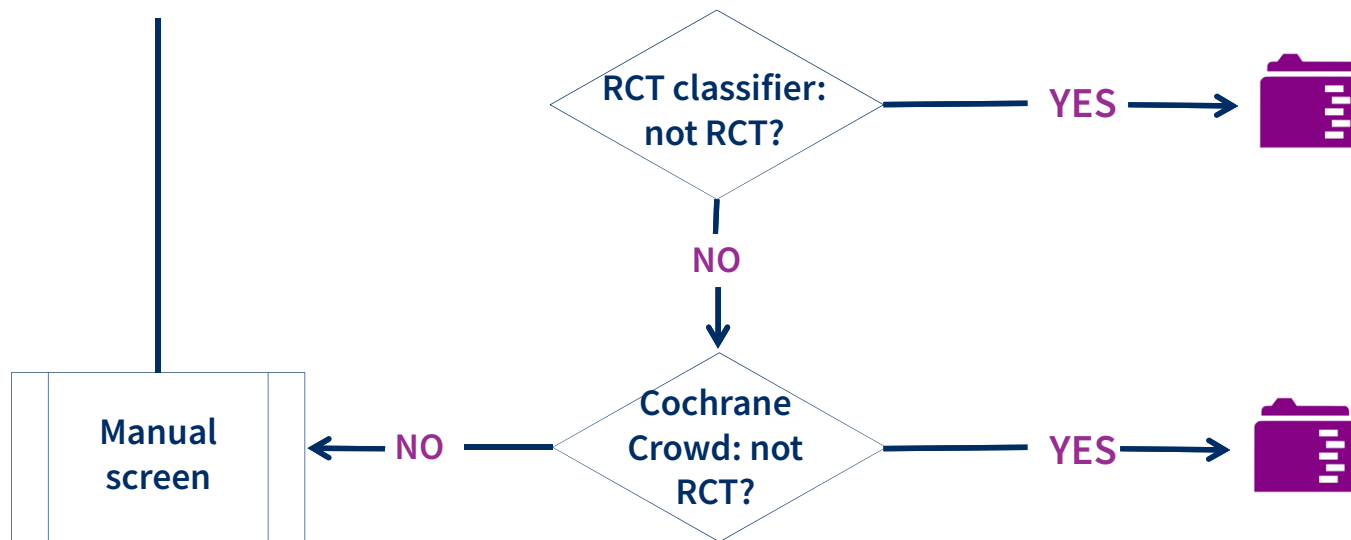 RCT classifier:
not RCT?
YES
NO
Cochrane
Crowd: not
RCT?
YES
NO
Manual
screen